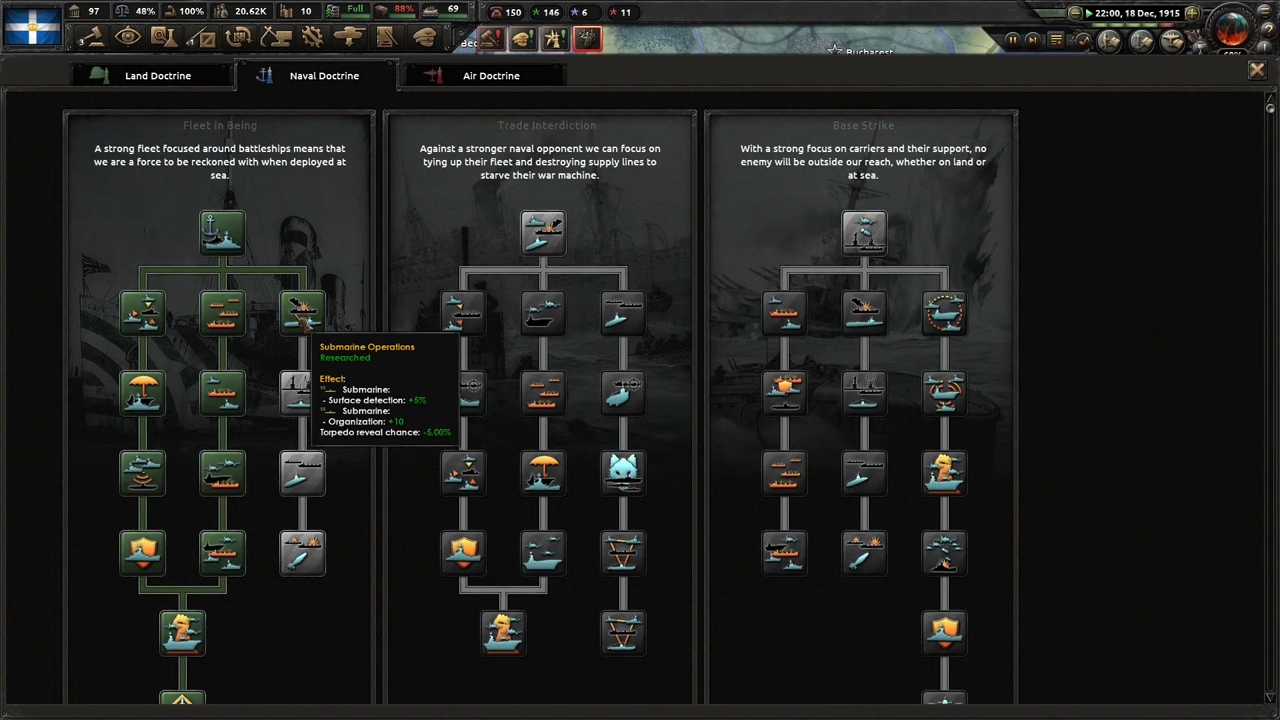 97
48%
100%
20.62K
10
Full
88%
69
150
146
6
11
22:00, 18 Dec, 1915
3
Bucharest
Land Doctrine
Naval Doctrine
Air Doctrine
Fleet in Being
A strong fleet focused around battleships means that
we are a force to be reckoned with when deployed at
sea.
Trade Interdiction
Against a stronger naval opponent we can focus on
tying up their fleet and destroying supply lines to
starve their war machine.
Base Strike
With a strong focus on carriers and their support, no
enemy will be outside our reach, whether on land or
at sea.
Submarine Operations
Researched
Effect:
Submarine:
- Surface detection: +5%
Submarine:
- Organization: +10
Torpedo reveal chance: -5.00%